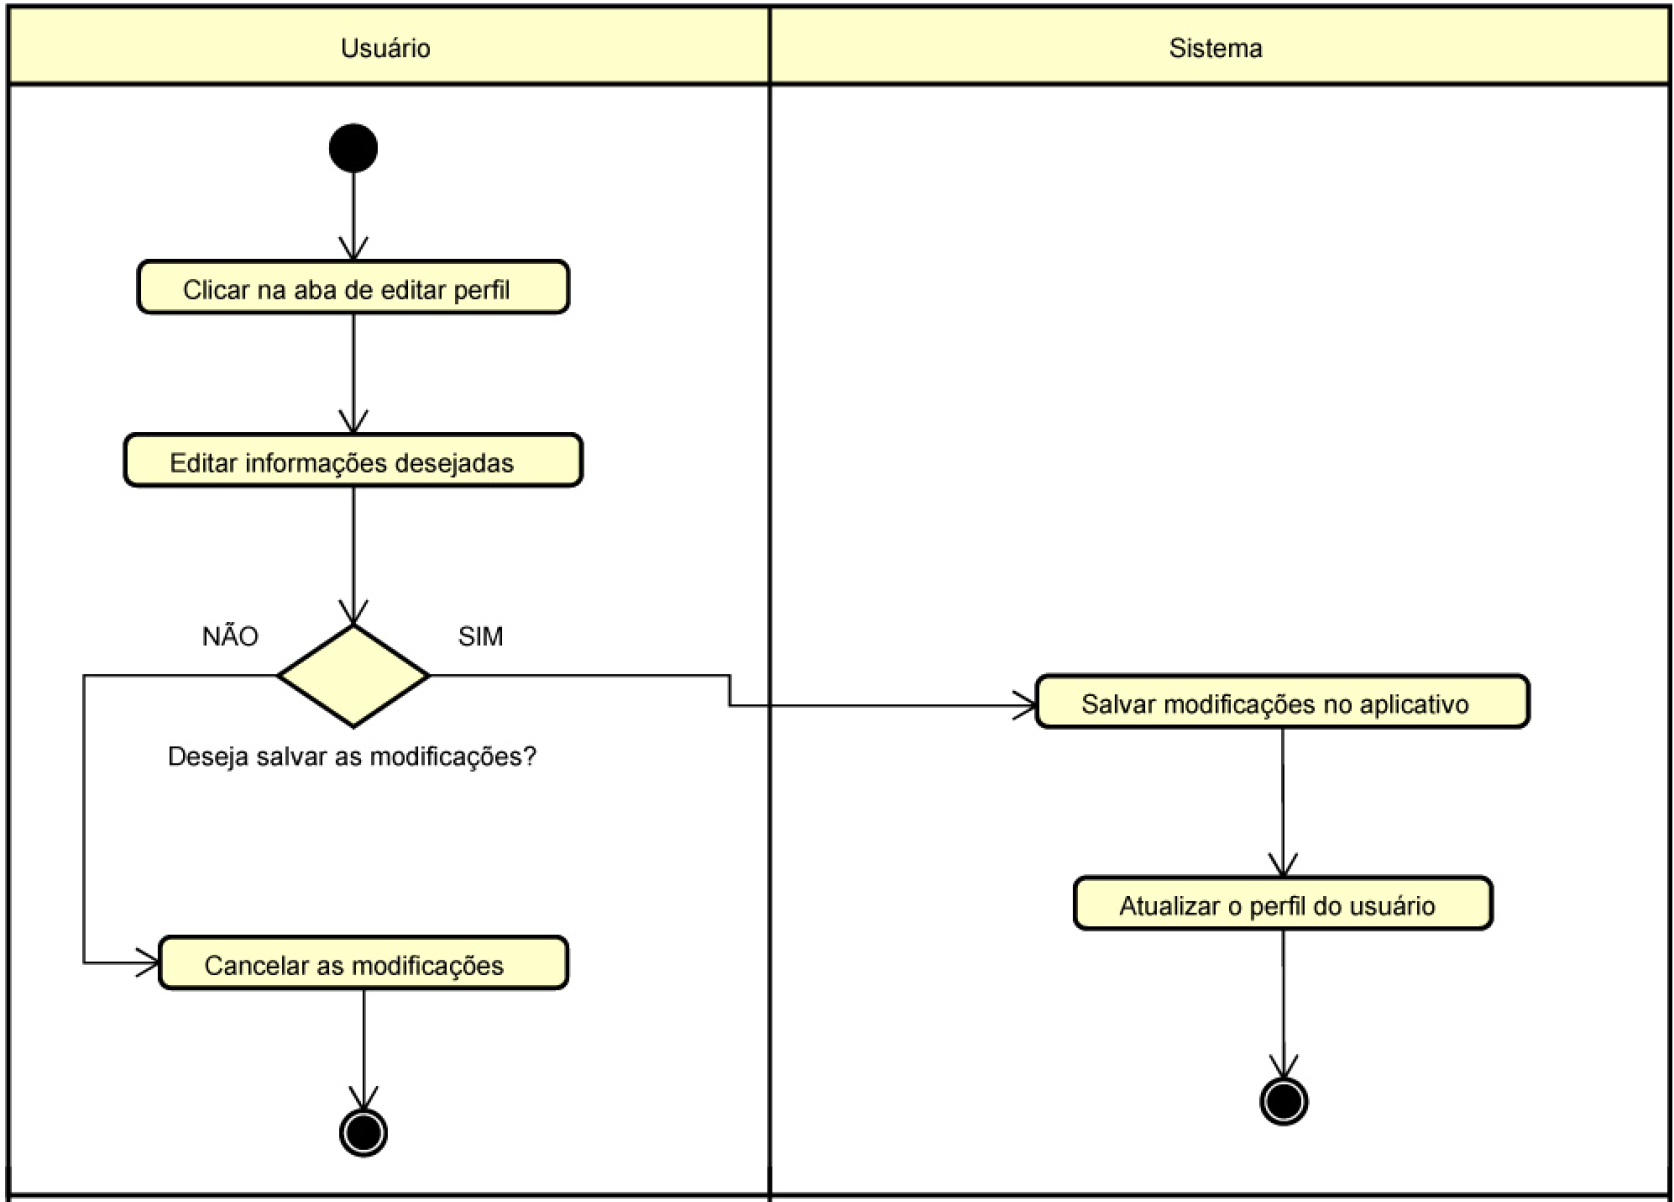 Usuário
Sistema
Clicar na aba de editar perfil
Editar informações desejadas
NÃO
SIM
Salvar modificações no aplicativo
Deseja salvar as modificações?
Atualizar o perfil do usuário
Cancelar as modificações